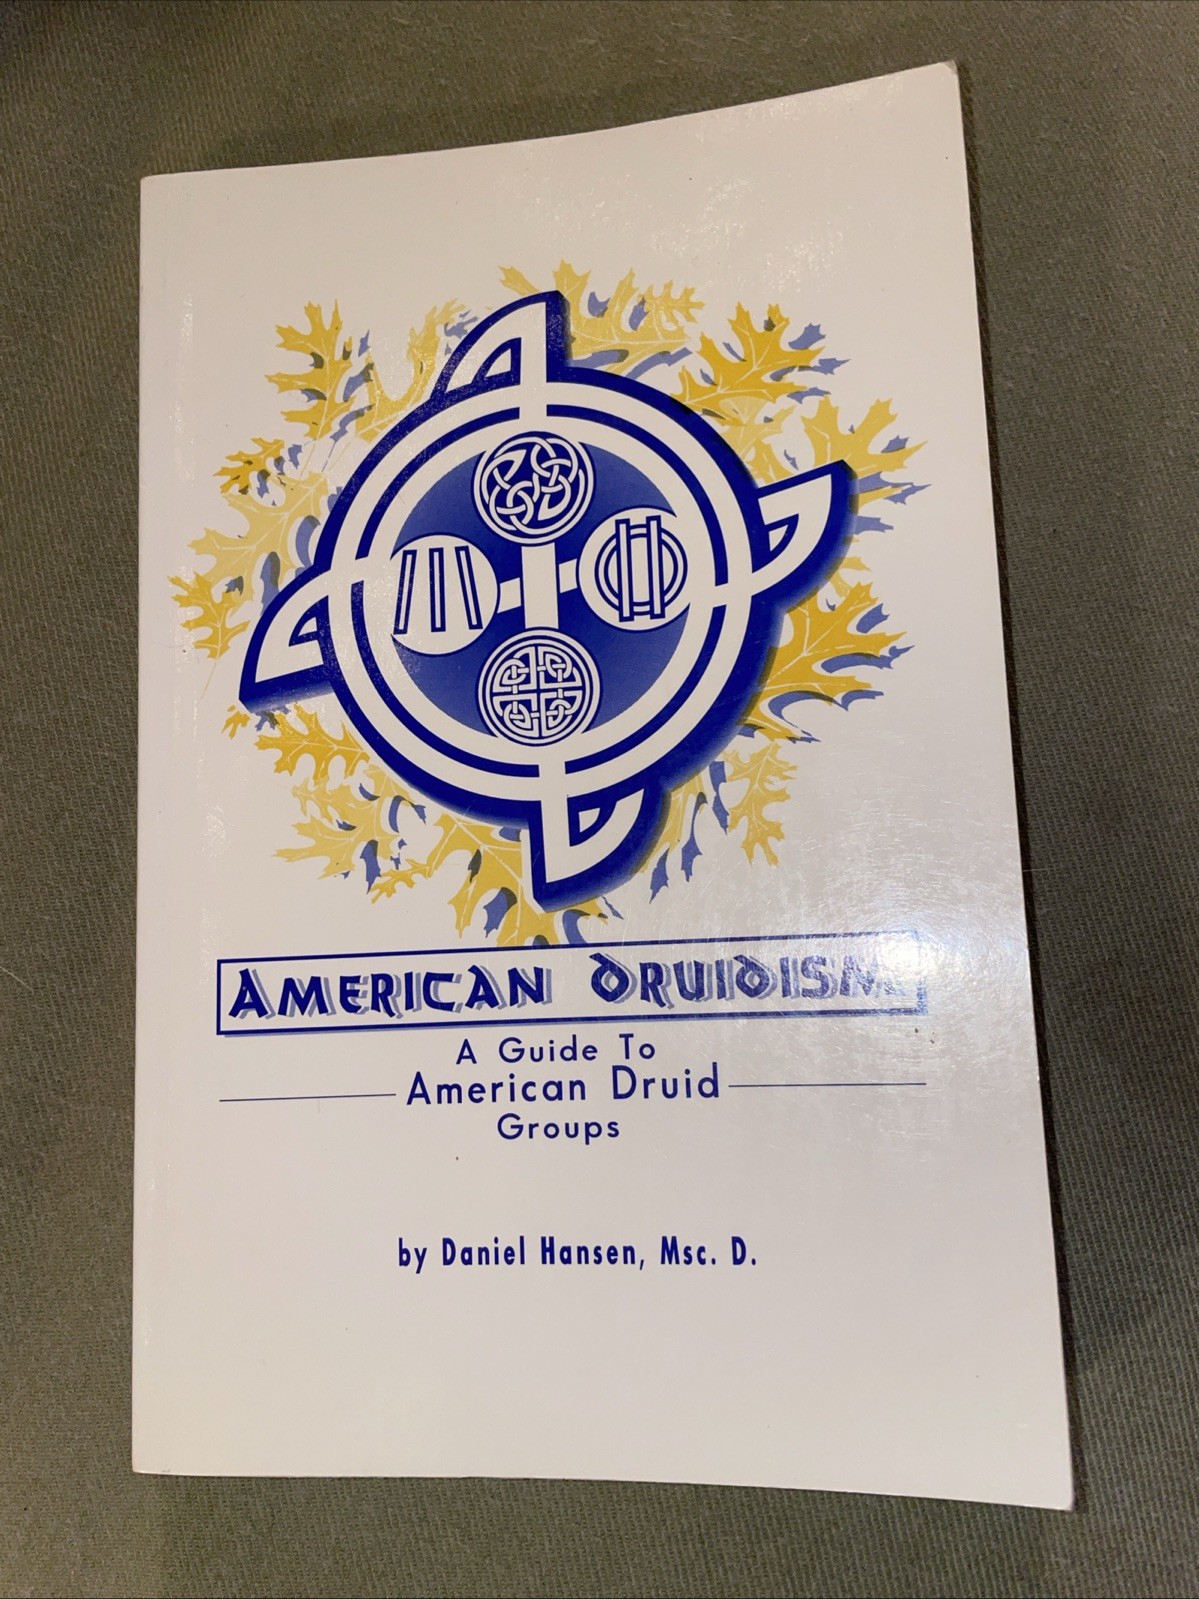 AMERICAN DRUIDISM
A Guide To
American Druid
Groups
by Daniel Hansen, Msc. D.